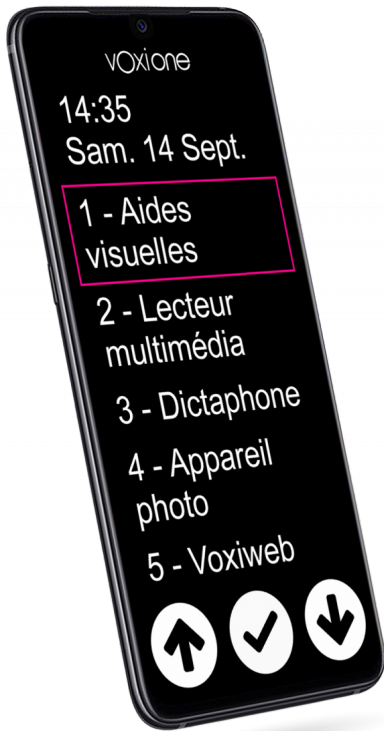 vOxione
14:35
Sam. 14 Sept.
1 - Aides
visuelles
2 - Lecteur
multimédia
3 - Dictaphone
4 - Appareil
photo
5 - Voxiweb